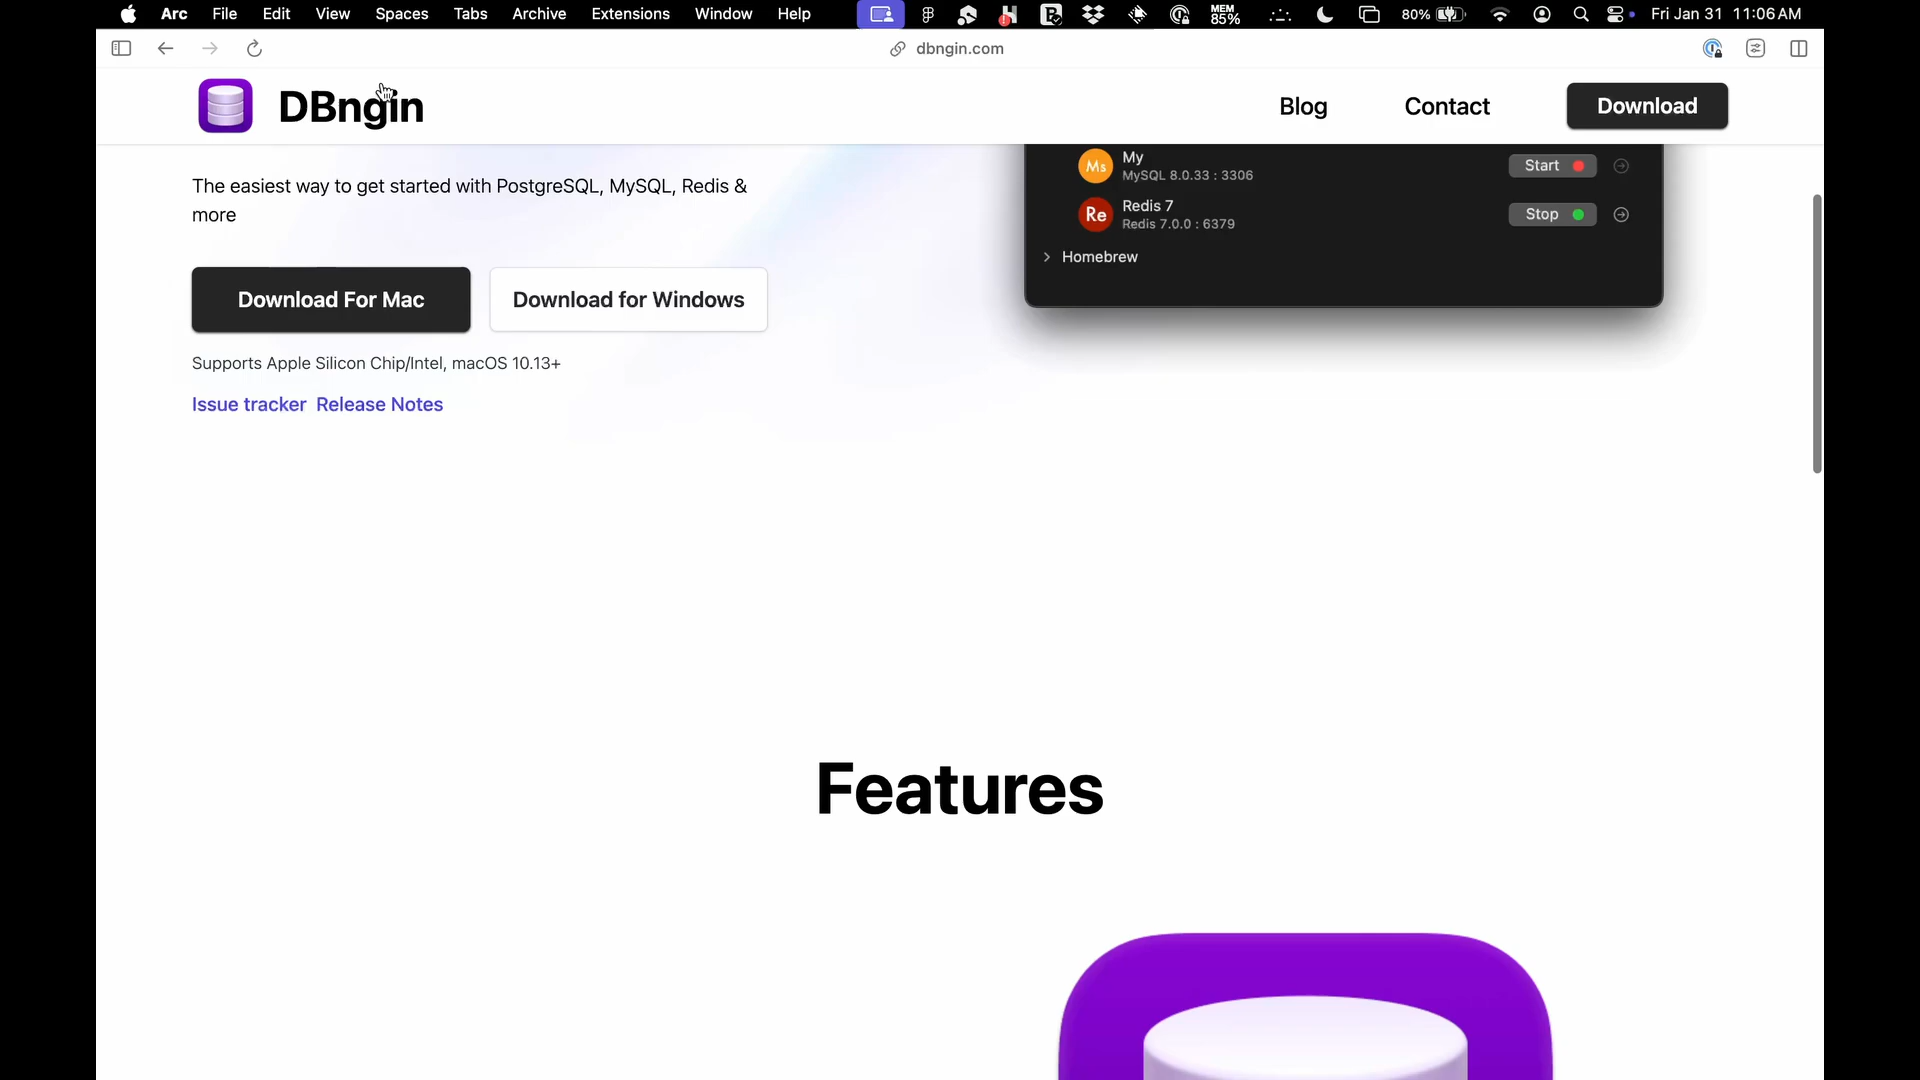 Arc File Edit View Spaces Tabs Archive Extensions Window Help MEM 85% 80% Fri Jan 31 11:06 AM
dbngin.com
DBngin
Blog Contact Download
The easiest way to get started with PostgreSQL, MySQL, Redis &
more
Download For Mac Download for Windows
Supports Apple Silicon Chip/Intel, macOS 10.13+
Issue tracker Release Notes
Ms My Start
MySQL 8.0.33 : 3306
Re Redis 7 Stop
Redis 7.0.0 : 6379
Homebrew
Features